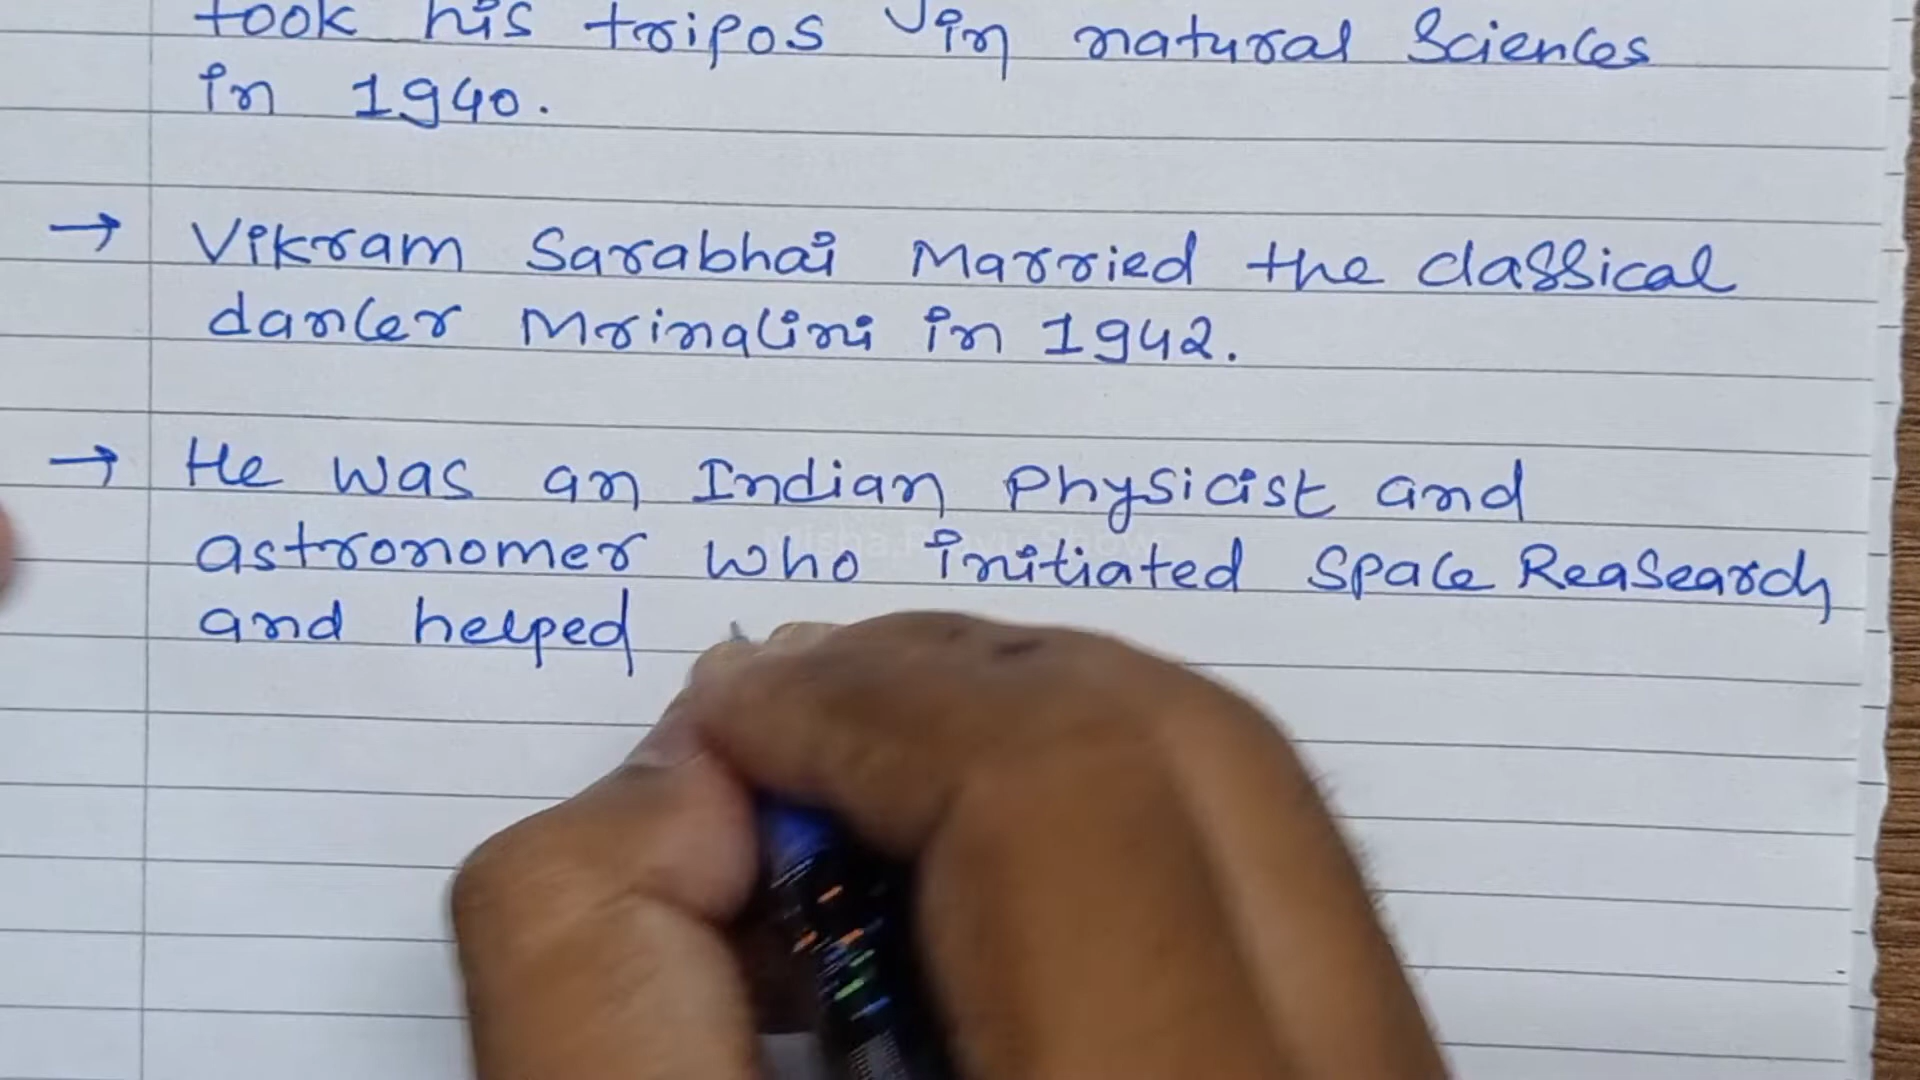 took his tripos in natural Sciences
in 1940.
→ Vikram Sarabhai Married the classical
dancer Mrinalini in 1942.
→ He was an Indian Physicist and
astronomer who initiated Space Reasearch
and helped